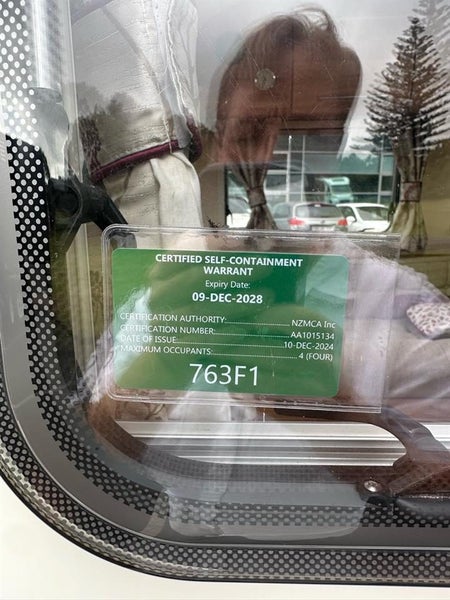 CERTIFIED SELF-CONTAINMENT
WARRANT
Expiry Date:
09-DEC-2028
CERTIFICATION AUTHORITY:.......................... NZMCA Inc
CERTIFICATION NUMBER:.......................... AA1015134
DATE OF ISSUE:.......................... 10-DEC-2024
MAXIMUM OCCUPANTS:.......................... 4 (FOUR)
763F1